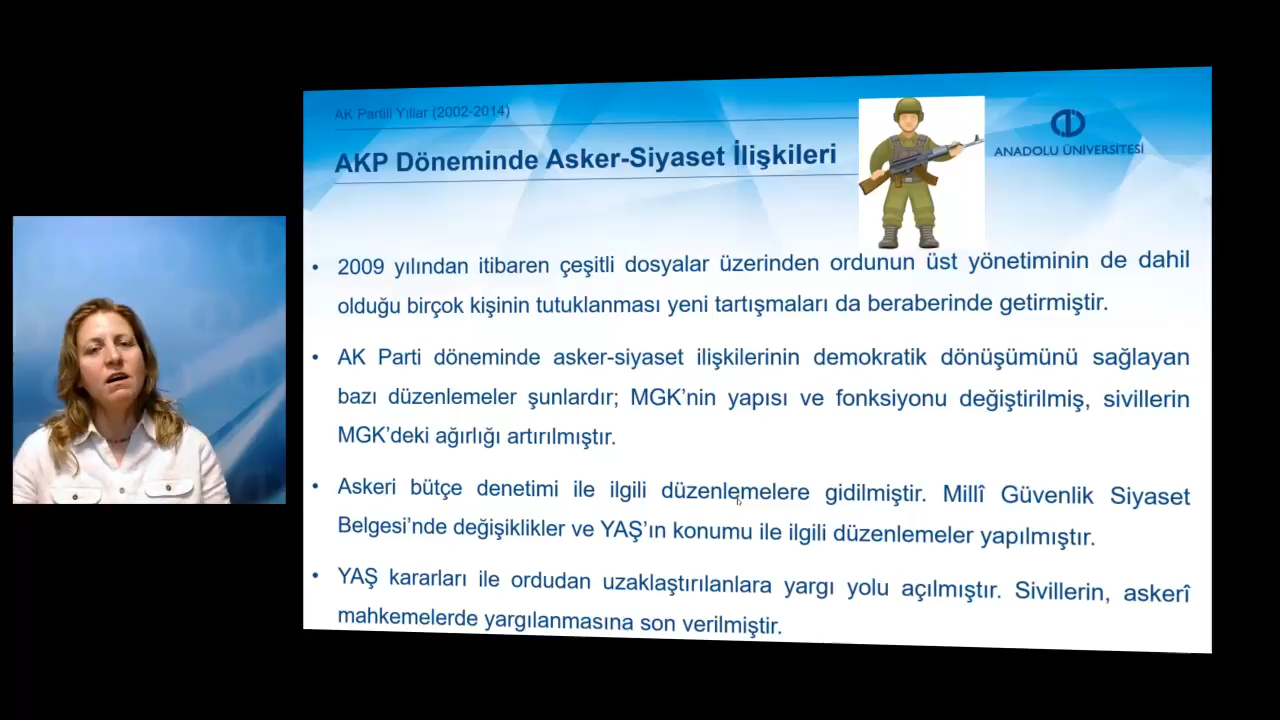 AK Partili Yıllar (2002-2014)
AKP Döneminde Asker-Siyaset İlişkileri
ANADOLU ÜNİVERSİTESİ
• 2009 yılından itibaren çeşitli dosyalar üzerinden ordunun üst yönetiminin de dahil
olduğu birçok kişinin tutuklanması yeni tartışmaları da beraberinde getirmiştir.
• AK Parti döneminde asker-siyaset ilişkilerinin demokratik dönüşümünü sağlayan
bazı düzenlemeler şunlardır; MGK’nin yapısı ve fonksiyonu değiştirilmiş, sivillerin
MGK’deki ağırlığı artırılmıştır.
• Askeri bütçe denetimi ile ilgili düzenlemelere gidilmiştir. Millî Güvenlik Siyaset
Belgesi’nde değişiklikler ve YAŞ’ın konumu ile ilgili düzenlemeler yapılmıştır.
• YAŞ kararları ile ordudan uzaklaştırılanlara yargı yolu açılmıştır. Sivillerin, askerî
mahkemelerde yargılanmasına son verilmiştir.